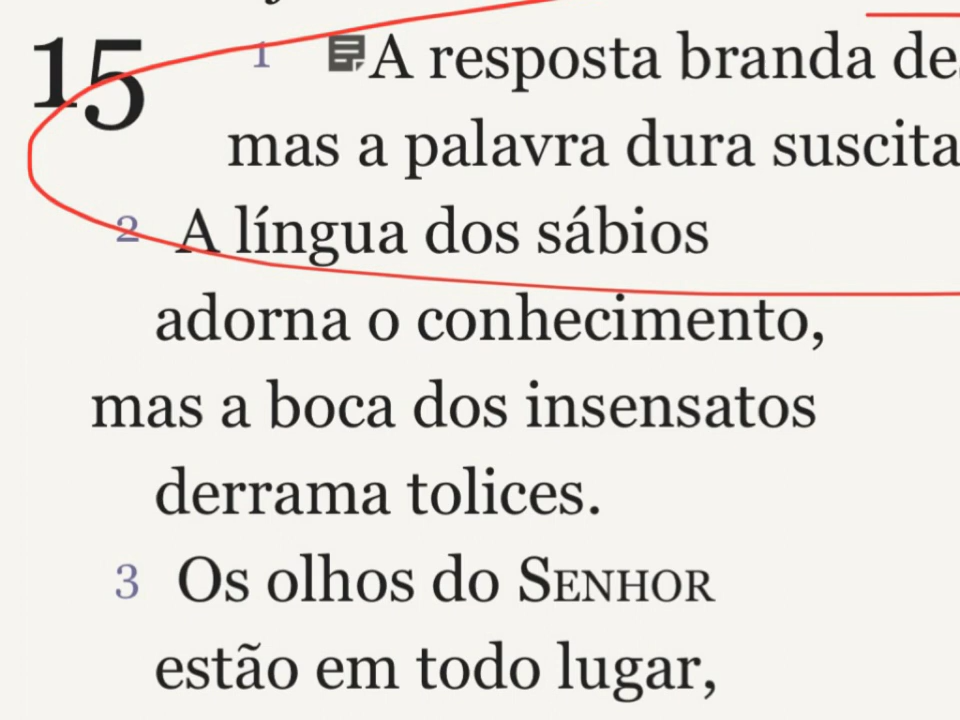 15 1 A resposta branda de
mas a palavra dura suscita
2 A língua dos sábios
adorna o conhecimento,
mas a boca dos insensatos
derrama tolices.
3 Os olhos do SENHOR
estão em todo lugar,